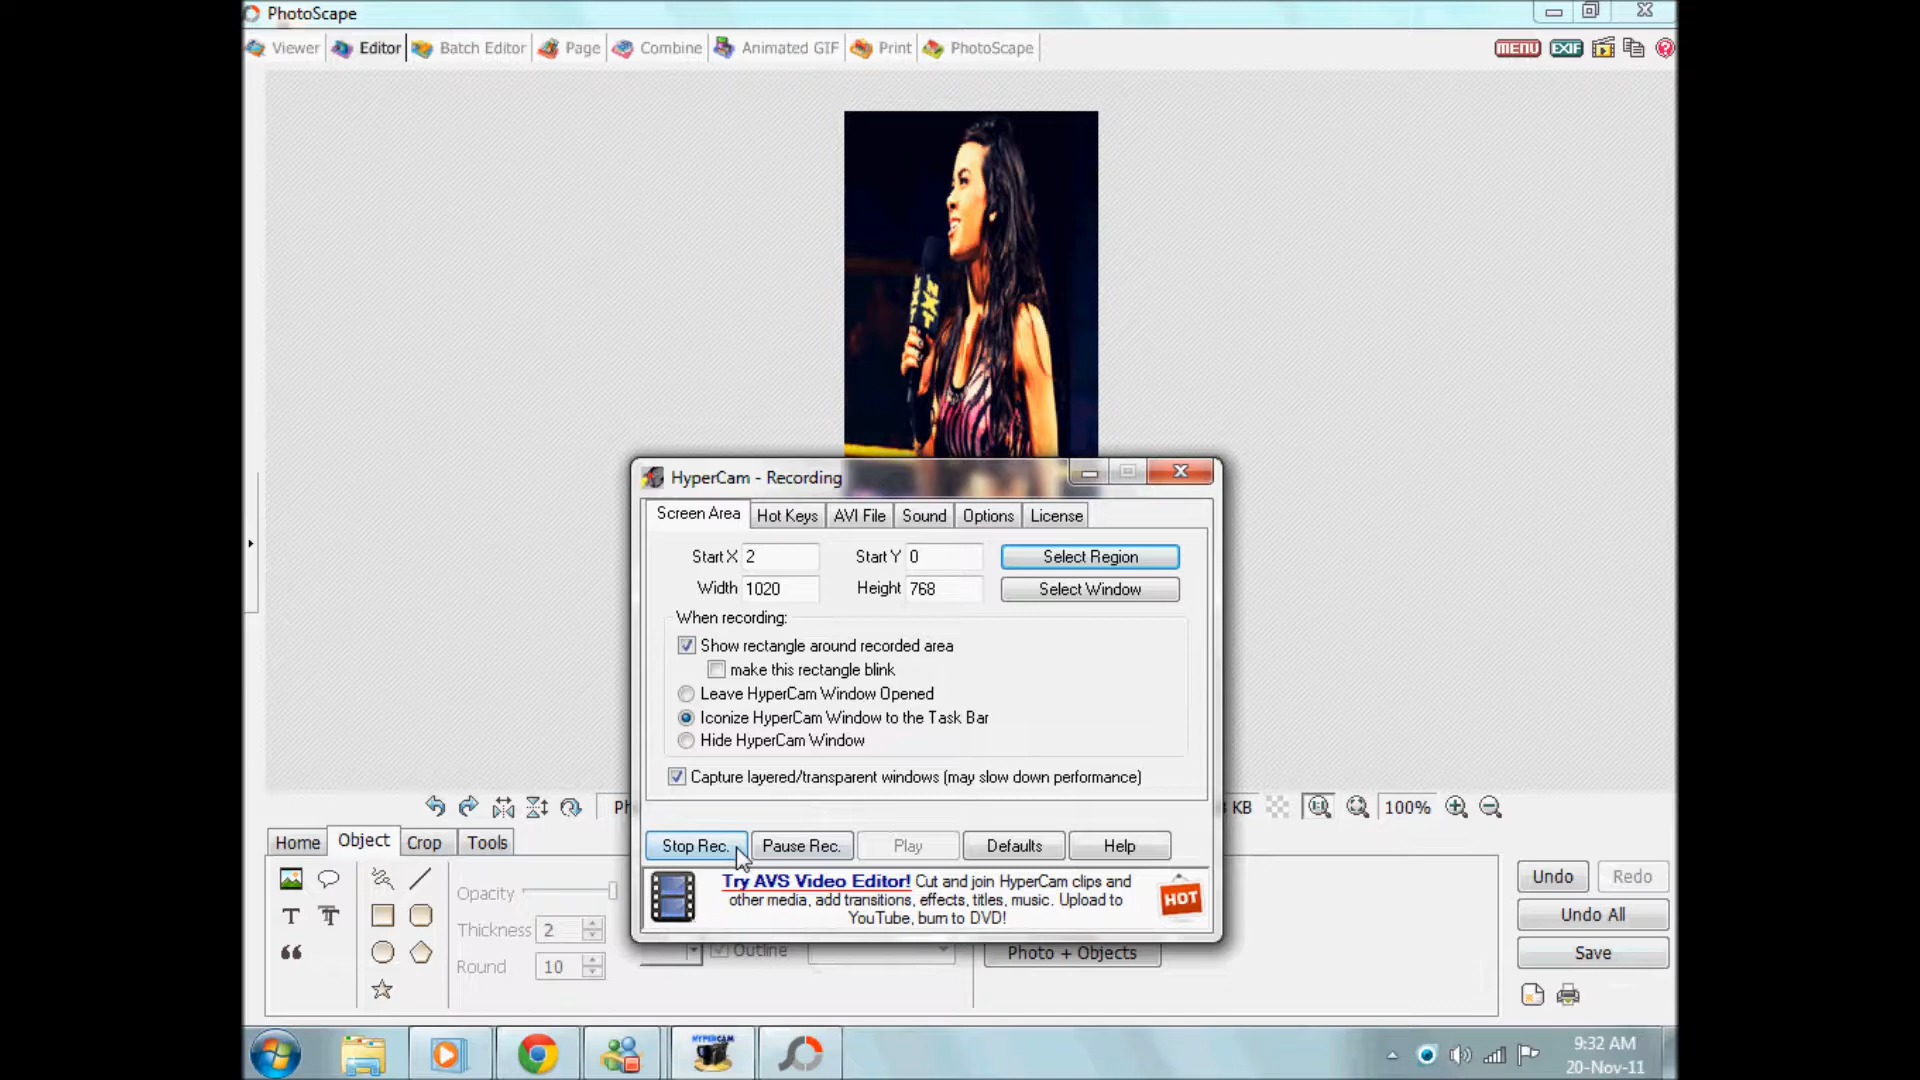 PhotoScape
Viewer Editor Batch Editor Page Combine Animated GIF Print PhotoScape
MENU EXIF
NXT
HyperCam - Recording
Screen Area Hot Keys AVI File Sound Options License
Start X 2 Start Y 0 Select Region
Width 1020 Height 768 Select Window
When recording:
Show rectangle around recorded area
make this rectangle blink
Leave HyperCam Window Opened
Iconize HyperCam Window to the Task Bar
Hide HyperCam Window
Capture layered/transparent windows (may slow down performance)
KB 100%
Stop Rec. Pause Rec. Play Defaults Help
Try AVS Video Editor! Cut and join HyperCam clips and
other media, add transitions, effects, titles, music. Upload to
YouTube, burn to DVD!
HOT
Home Object Crop Tools
Opacity
Thickness 2
Round 10
Outline
Photo + Objects
Undo Redo
Undo All
Save
HYPERCAM
9:32 AM
20-Nov-11